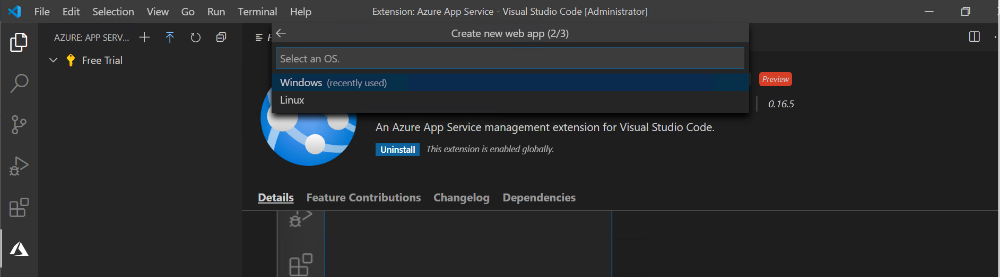 File Edit Selection View Go Run Terminal Help Extension: Azure App Service - Visual Studio Code [Administrator]
AZURE: APP SERV...
Create new web app (2/3)
Select an OS.
Free Trial
Windows (recently used)
Preview
Linux
0.16.5
An Azure App Service management extension for Visual Studio Code.
Uninstall This extension is enabled globally.
Details Feature Contributions Changelog Dependencies